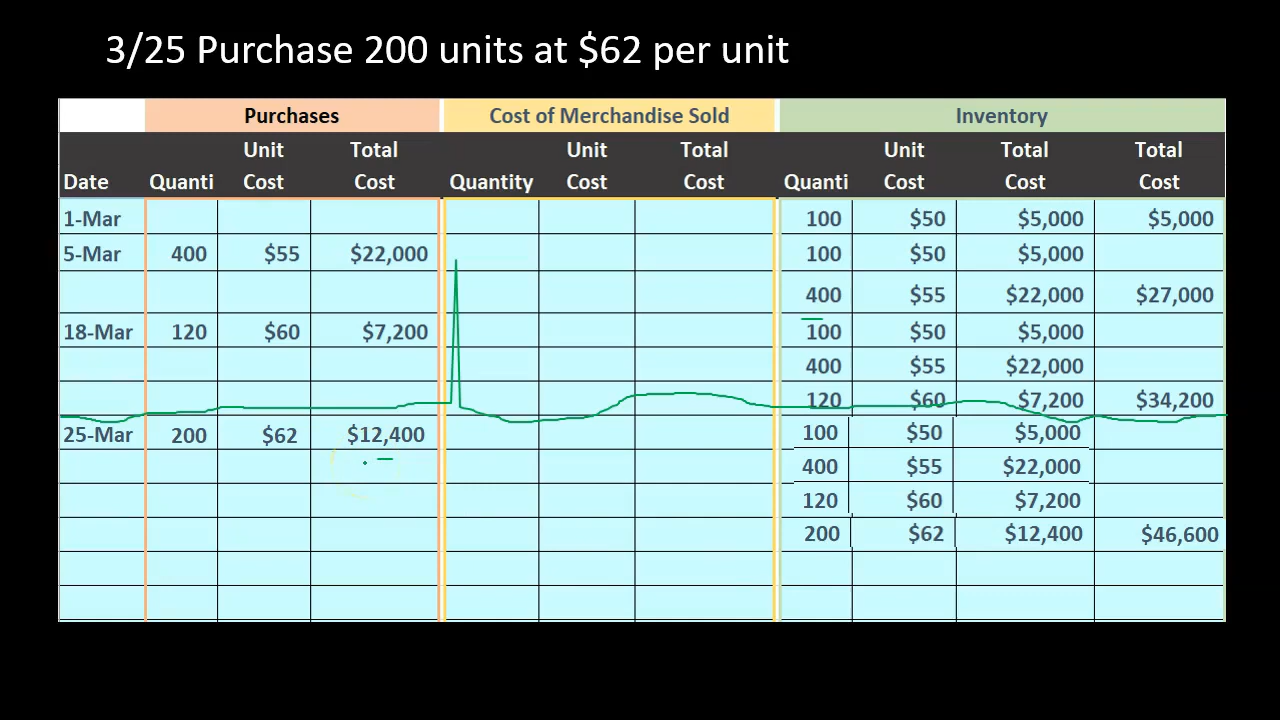 3/25 Purchase 200 units at $62 per unit
Purchases Cost of Merchandise Sold Inventory
Unit Total Unit Total Unit Total Total
Date Quanti Cost Cost Quantity Cost Cost Quanti Cost Cost Cost
1-Mar 100 $50 $5,000 $5,000
5-Mar 400 $55 $22,000 100 $50 $5,000
400 $55 $22,000 $27,000
18-Mar 120 $60 $7,200 100 $50 $5,000
400 $55 $22,000
120 $60 $7,200 $34,200
25-Mar 200 $62 $12,400 100 $50 $5,000
400 $55 $22,000
120 $60 $7,200
200 $62 $12,400 $46,600